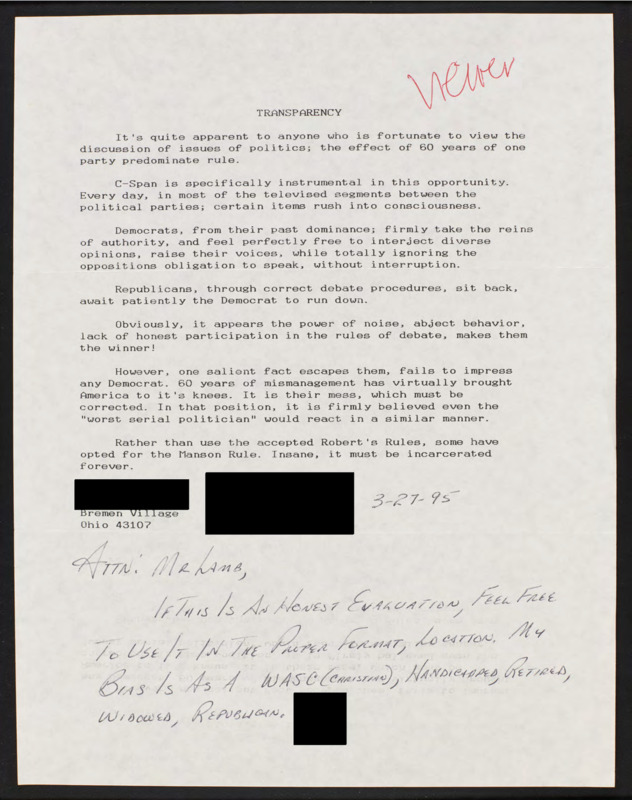 Viewer
TRANSPARENCY
It's quite apparent to anyone who is fortunate to view the
discussion of issues of politics; the effect of 60 years of one
party predominate rule.
C-Span is specifically instrumental in this opportunity.
Every day, in most of the televised segments between the
political parties; certain items rush into consciousness.
Democrats, from their past dominance; firmly take the reins
of authority, and feel perfectly free to interject diverse
opinions, raise their voices, while totally ignoring the
oppositions obligation to speak, without interruption.
Republicans, through correct debate procedures, sit back,
await patiently the Democrat to run down.
Obviously, it appears the power of noise, abject behavior,
lack of honest participation in the rules of debate, makes them
the winner!
However, one salient fact escapes them, fails to impress
any Democrat. 60 years of mismanagement has virtually brought
America to it's knees. It is their mess, which must be
corrected. In that position, it is firmly believed even the
"worst serial politician" would react in a similar manner.
Rather than use the accepted Robert's Rules, some have
opted for the Manson Rule. Insane, it must be incarcerated
forever.
3-27-95
Bremen Village
Ohio 43107
ATTN: MR LAMB,
IF THIS IS AN HONEST EVALUATION, FEEL FREE
TO USE IT IN THE PROPER FORMAT, LOCATION. MY
BIAS IS AS A WASC (CHRISTIAN), HANDICAPPED, RETIRED,
WIDOWED, REPUBLICAN.